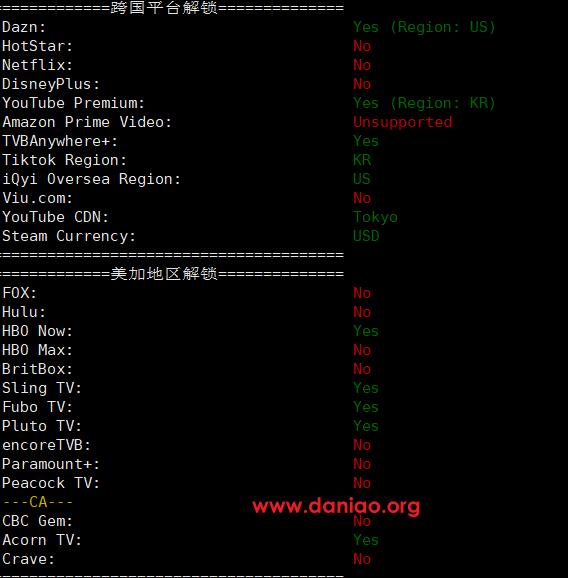 =============跨国平台解锁==============
Dazn: Yes (Region: US)
HotStar: No
Netflix: No
DisneyPlus: No
YouTube Premium: Yes (Region: KR)
Amazon Prime Video: Unsupported
TVBAnywhere+: Yes
Tiktok Region: KR
iQyi Oversea Region: US
Viu.com: No
YouTube CDN: Tokyo
Steam Currency: USD
=======================================
=============美加地区解锁==============
FOX: No
Hulu: No
HBO Now: Yes
HBO Max: No
BritBox: No
Sling TV: Yes
Fubo TV: Yes
Pluto TV: Yes
encoreTVB: No
Paramount+: No
Peacock TV: No
---CA---
www.daniao.org
CBC Gem: No
Acorn TV: Yes
Crave: No
=======================================